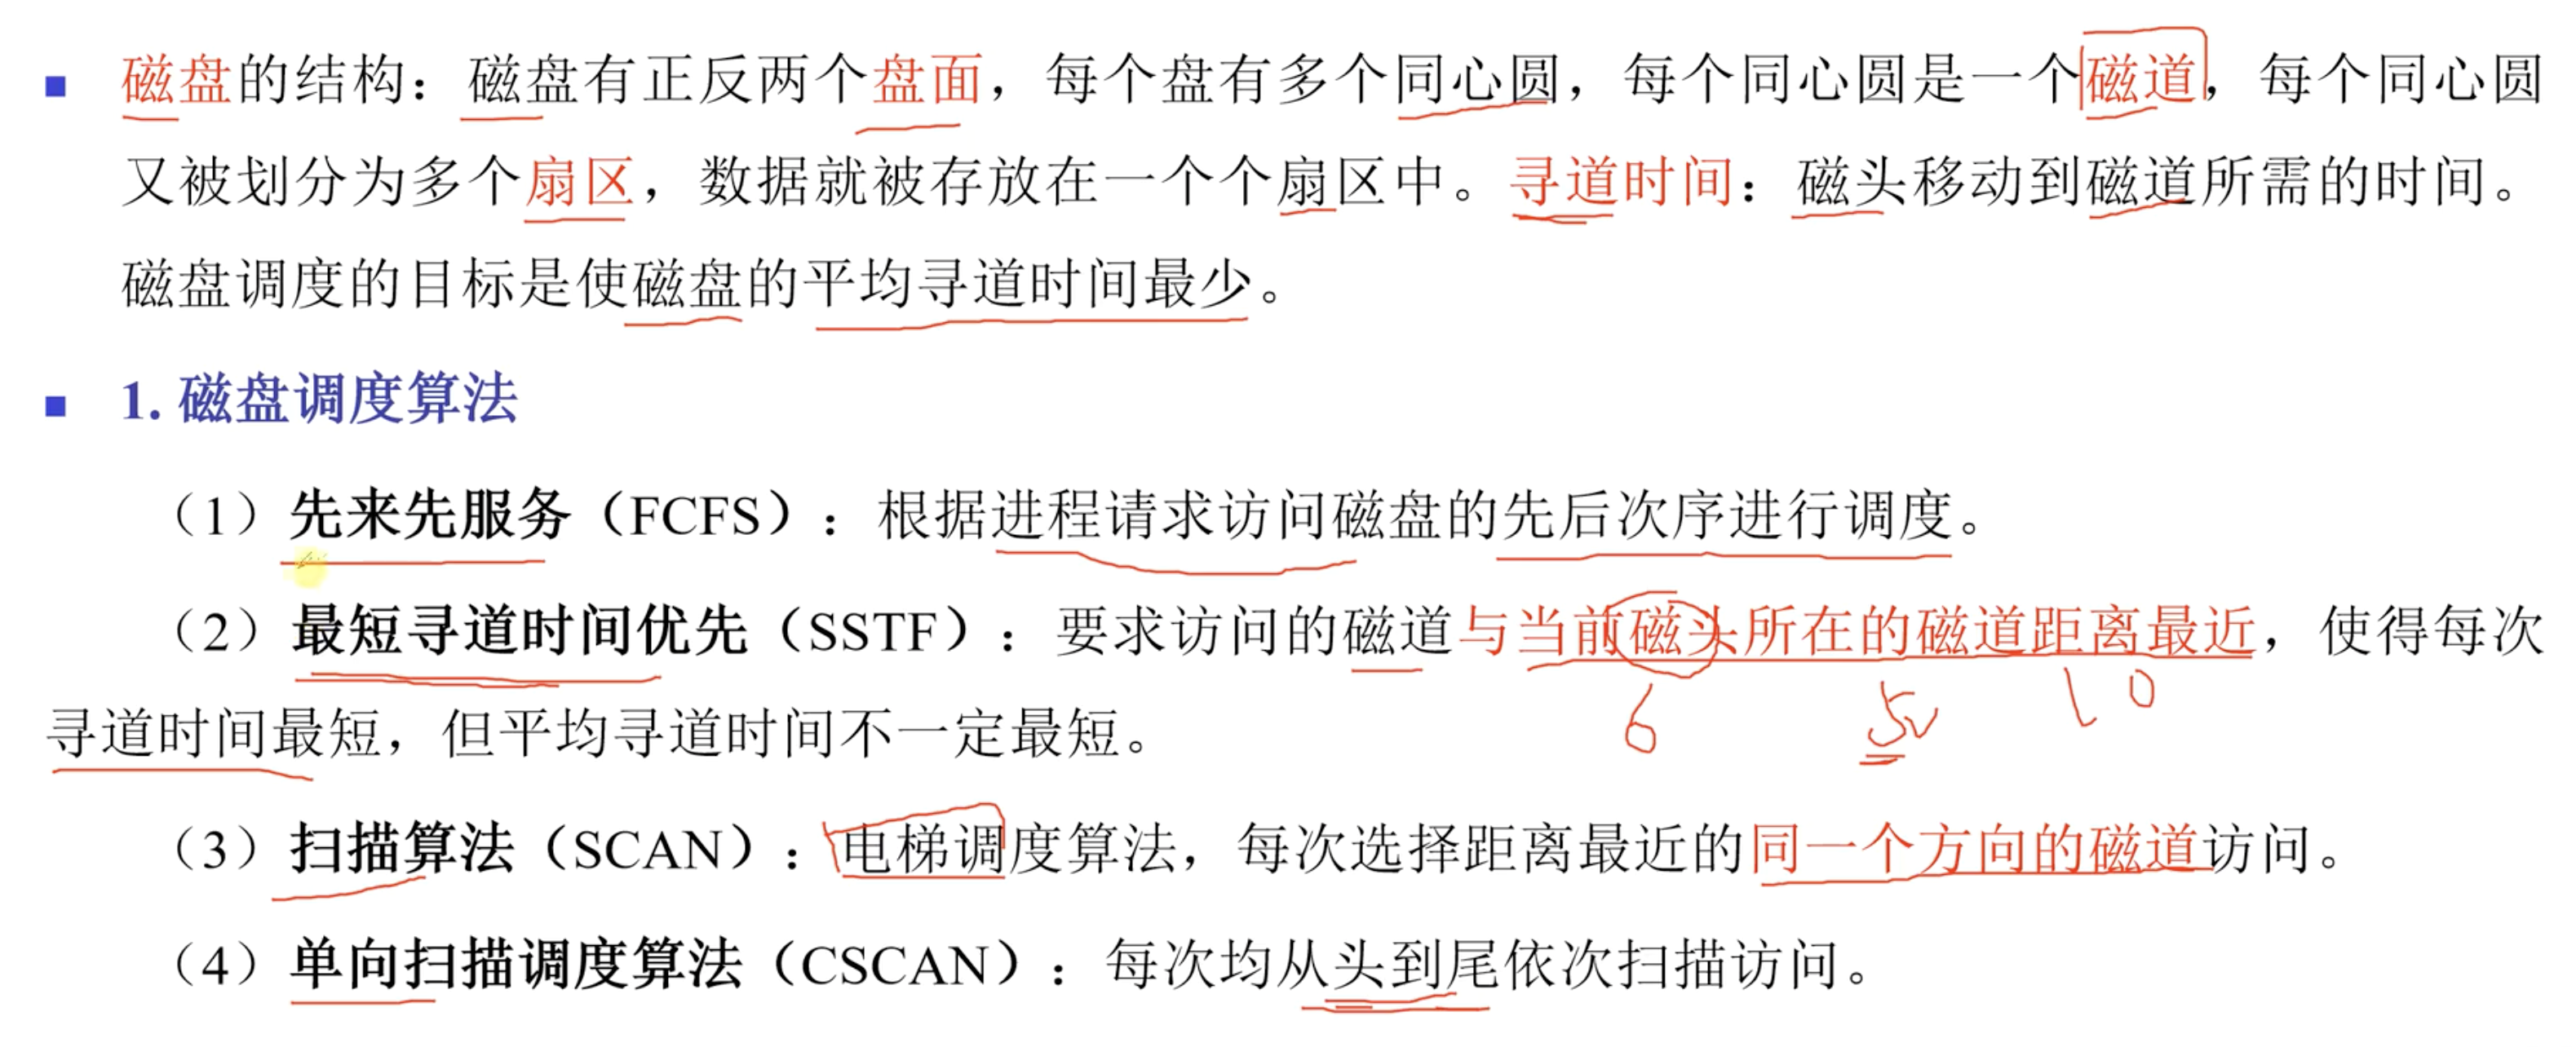 磁盘的结构：磁盘有正反两个盘面，每个盘有多个同心圆，每个同心圆是一个磁道，每个同心圆
又被划分为多个扇区，数据就被存放在一个个扇区中。寻道时间：磁头移动到磁道所需的时间。
磁盘调度的目标是使磁盘的平均寻道时间最少。
1. 磁盘调度算法
（1）先来先服务（FCFS）：根据进程请求访问磁盘的先后次序进行调度。
（2）最短寻道时间优先（SSTF）：要求访问的磁道与当前磁头所在的磁道距离最近，使得每次
6 5 10
寻道时间最短，但平均寻道时间不一定最短。
（3）扫描算法（SCAN）：电梯调度算法，每次选择距离最近的同一个方向的磁道访问。
（4）单向扫描调度算法（CSCAN）：每次均从头到尾依次扫描访问。